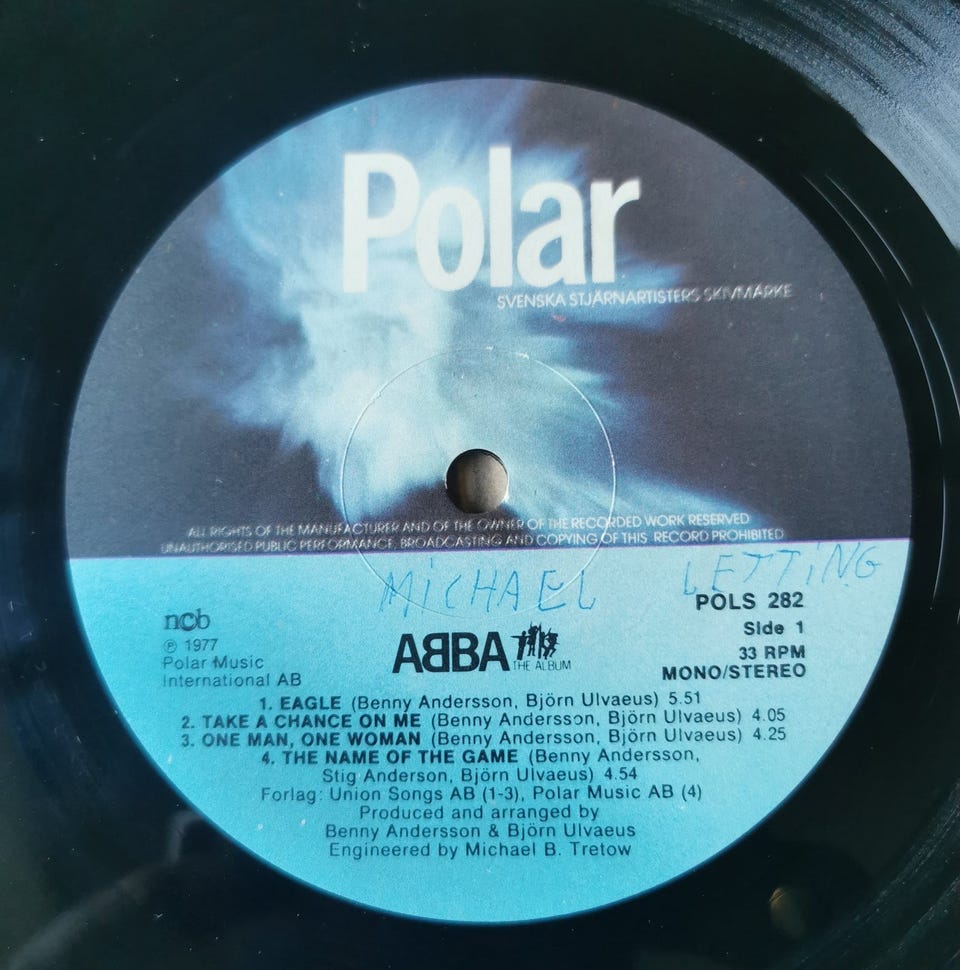 Polar
SVENSKA STJÄRNARTISTERS SKIVMÄRKE
ALL RIGHTS OF THE MANUFACTURER AND OF THE OWNER OF THE RECORDED WORK RESERVED
UNAUTHORISED PUBLIC PERFORMANCE, BROADCASTING AND COPYING OF THIS RECORD PROHIBITED
MiCHAEL LETTiNG
POLS 282
ncb
Side 1
℗ 1977
33 RPM
Polar Music
MONO/STEREO
International AB
ABBA
THE ALBUM
1. EAGLE (Benny Andersson, Björn Ulvaeus) 5.51
2. TAKE A CHANCE ON ME (Benny Andersson, Björn Ulvaeus) 4.05
3. ONE MAN, ONE WOMAN (Benny Andersson, Björn Ulvaeus) 4.25
4. THE NAME OF THE GAME (Benny Andersson,
Stig Anderson, Björn Ulvaeus) 4.54
Forlag: Union Songs AB (1-3), Polar Music AB (4)
Produced and arranged by
Benny Andersson & Björn Ulvaeus
Engineered by Michael B. Tretow